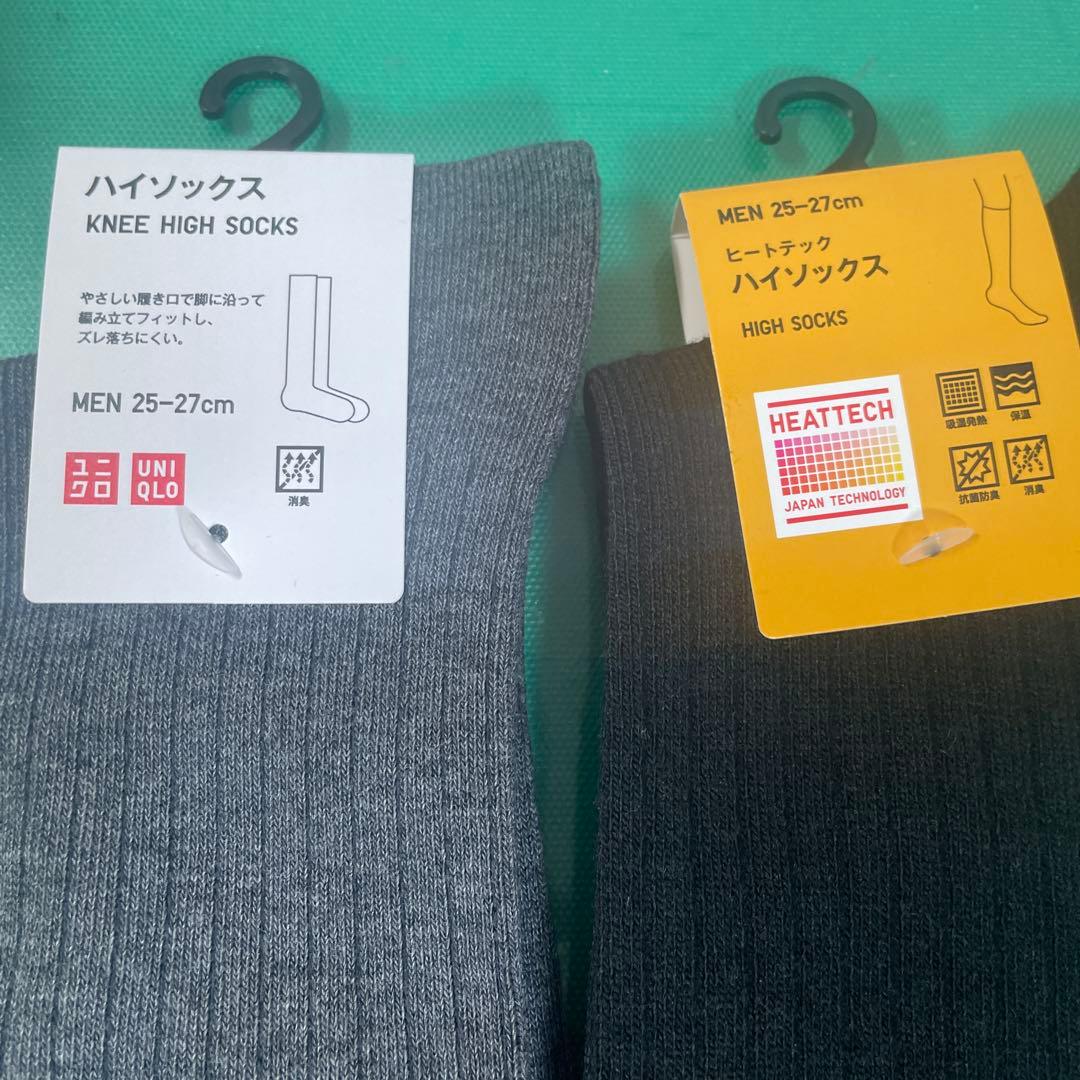 ハイソックス
KNEE HIGH SOCKS
やさしい履き口で脚に沿って
編み立てフィットし、
ズレ落ちにくい。
MEN 25-27cm
ユニ
クロ
UNI
QLO
消臭
MEN 25-27cm
ヒートテック
ハイソックス
HIGH SOCKS
HEATTECH
JAPAN TECHNOLOGY
吸湿発熱
保温
抗菌防臭
消臭